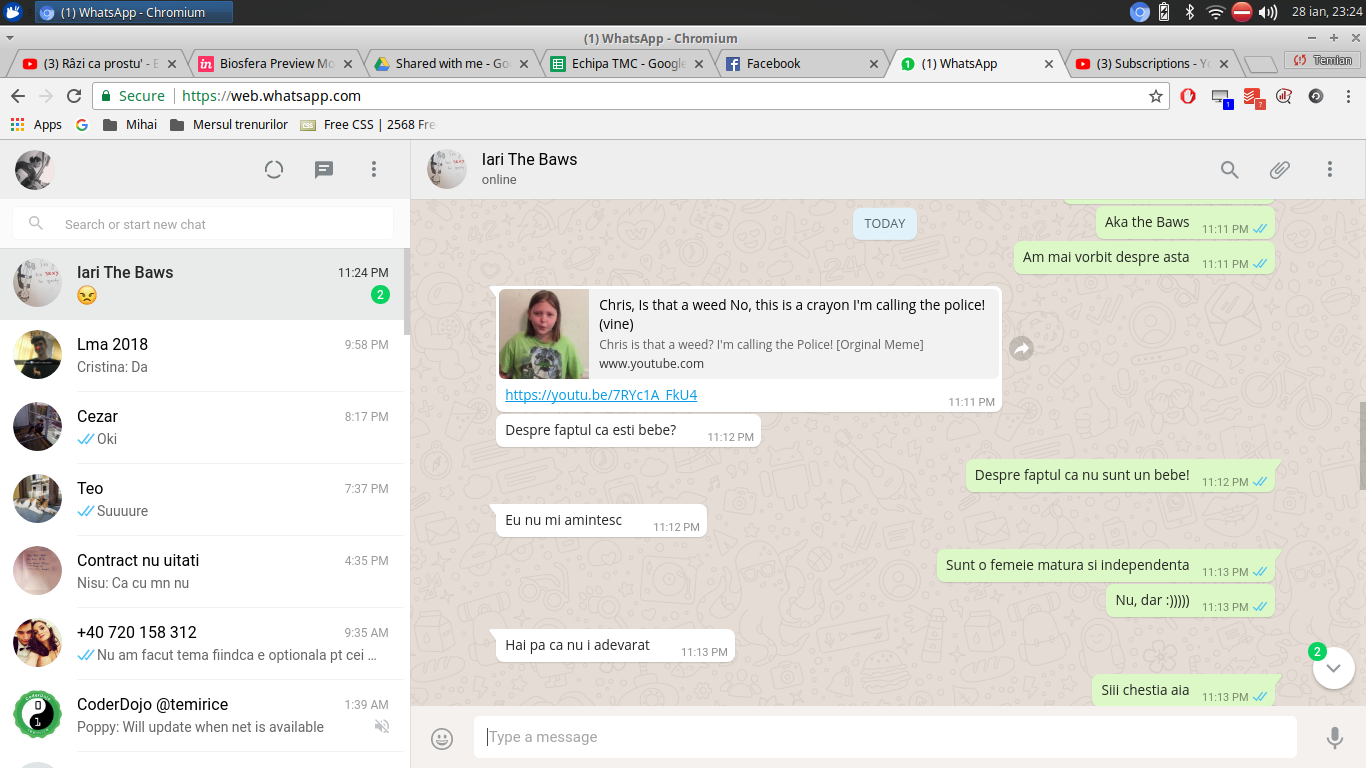 (1) WhatsApp - Chromium
28 ian, 23:24
(1) WhatsApp - Chromium
(3) Râzi ca prostu' - E
Biosfera Preview Mo
Shared with me - Go
Echipa TMC - Google
Facebook
(1) WhatsApp
(3) Subscriptions - Yo
Temian
Secure
https://web.whatsapp.com
1
?
Apps
Mihai
Mersul trenurilor
Free CSS | 2568 Fre
Iari The Baws
online
Search or start new chat
Iari The Baws
11:24 PM
2
Lma 2018
9:58 PM
Cristina: Da
Cezar
8:17 PM
Oki
Teo
7:37 PM
Suuuure
Contract nu uitati
4:35 PM
Nisu: Ca cu mn nu
+40 720 158 312
9:35 AM
Nu am facut tema fiindca e optionala pt cei ...
CoderDojo @temirice
1:39 AM
Poppy: Will update when net is available
TODAY
Aka the Baws
11:11 PM
Am mai vorbit despre asta
11:11 PM
Chris, Is that a weed No, this is a crayon I'm calling the police!
(vine)
Chris is that a weed? I'm calling the Police! [Orginal Meme]
www.youtube.com
https://youtu.be/7RYc1A_FkU4
11:11 PM
Despre faptul ca esti bebe?
11:12 PM
Despre faptul ca nu sunt un bebe!
11:12 PM
Eu nu mi amintesc
11:12 PM
Sunt o femeie matura si independenta
11:13 PM
Nu, dar :)))))
11:13 PM
Hai pa ca nu i adevarat
11:13 PM
2
Siii chestia aia
11:13 PM
Type a message